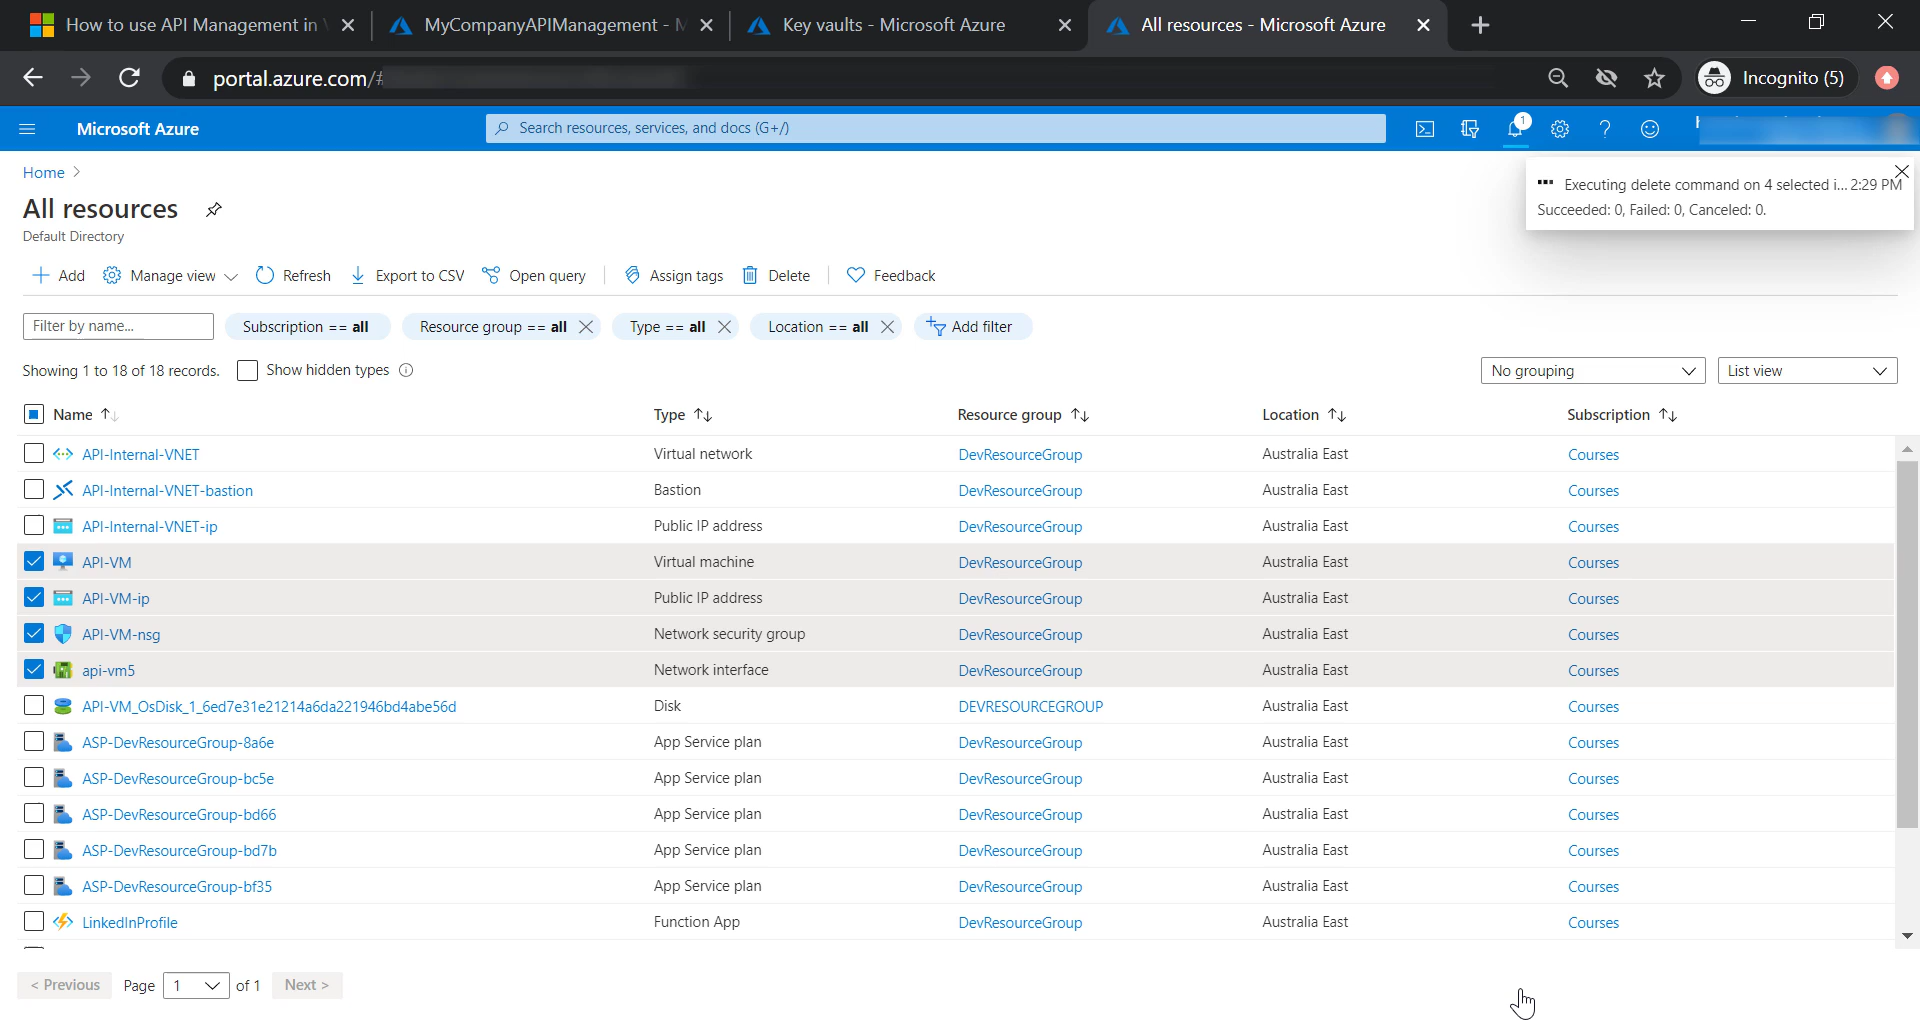 How to use API Management in
MyCompanyAPIManagement - M
Key vaults - Microsoft Azure
All resources - Microsoft Azure
portal.azure.com/#
Incognito (5)
Microsoft Azure
Search resources, services, and docs (G+/)
1
Home >
All resources
Default Directory
Executing delete command on 4 selected i... 2:29 PM
Succeeded: 0, Failed: 0, Canceled: 0.
Add
Manage view
Refresh
Export to CSV
Open query
Assign tags
Delete
Feedback
Filter by name...
Subscription == all
Resource group == all
Type == all
Location == all
Add filter
Showing 1 to 18 of 18 records.
Show hidden types
No grouping
List view
Name Type Resource group Location Subscription
API-Internal-VNET Virtual network DevResourceGroup Australia East Courses
API-Internal-VNET-bastion Bastion DevResourceGroup Australia East Courses
API-Internal-VNET-ip Public IP address DevResourceGroup Australia East Courses
API-VM Virtual machine DevResourceGroup Australia East Courses
API-VM-ip Public IP address DevResourceGroup Australia East Courses
API-VM-nsg Network security group DevResourceGroup Australia East Courses
api-vm5 Network interface DevResourceGroup Australia East Courses
API-VM_OsDisk_1_6ed7e31e21214a6da221946bd4abe56d Disk DEVRESOURCEGROUP Australia East Courses
ASP-DevResourceGroup-8a6e App Service plan DevResourceGroup Australia East Courses
ASP-DevResourceGroup-bc5e App Service plan DevResourceGroup Australia East Courses
ASP-DevResourceGroup-bd66 App Service plan DevResourceGroup Australia East Courses
ASP-DevResourceGroup-bd7b App Service plan DevResourceGroup Australia East Courses
ASP-DevResourceGroup-bf35 App Service plan DevResourceGroup Australia East Courses
LinkedInProfile Function App DevResourceGroup Australia East Courses
< Previous Page 1 of 1 Next >